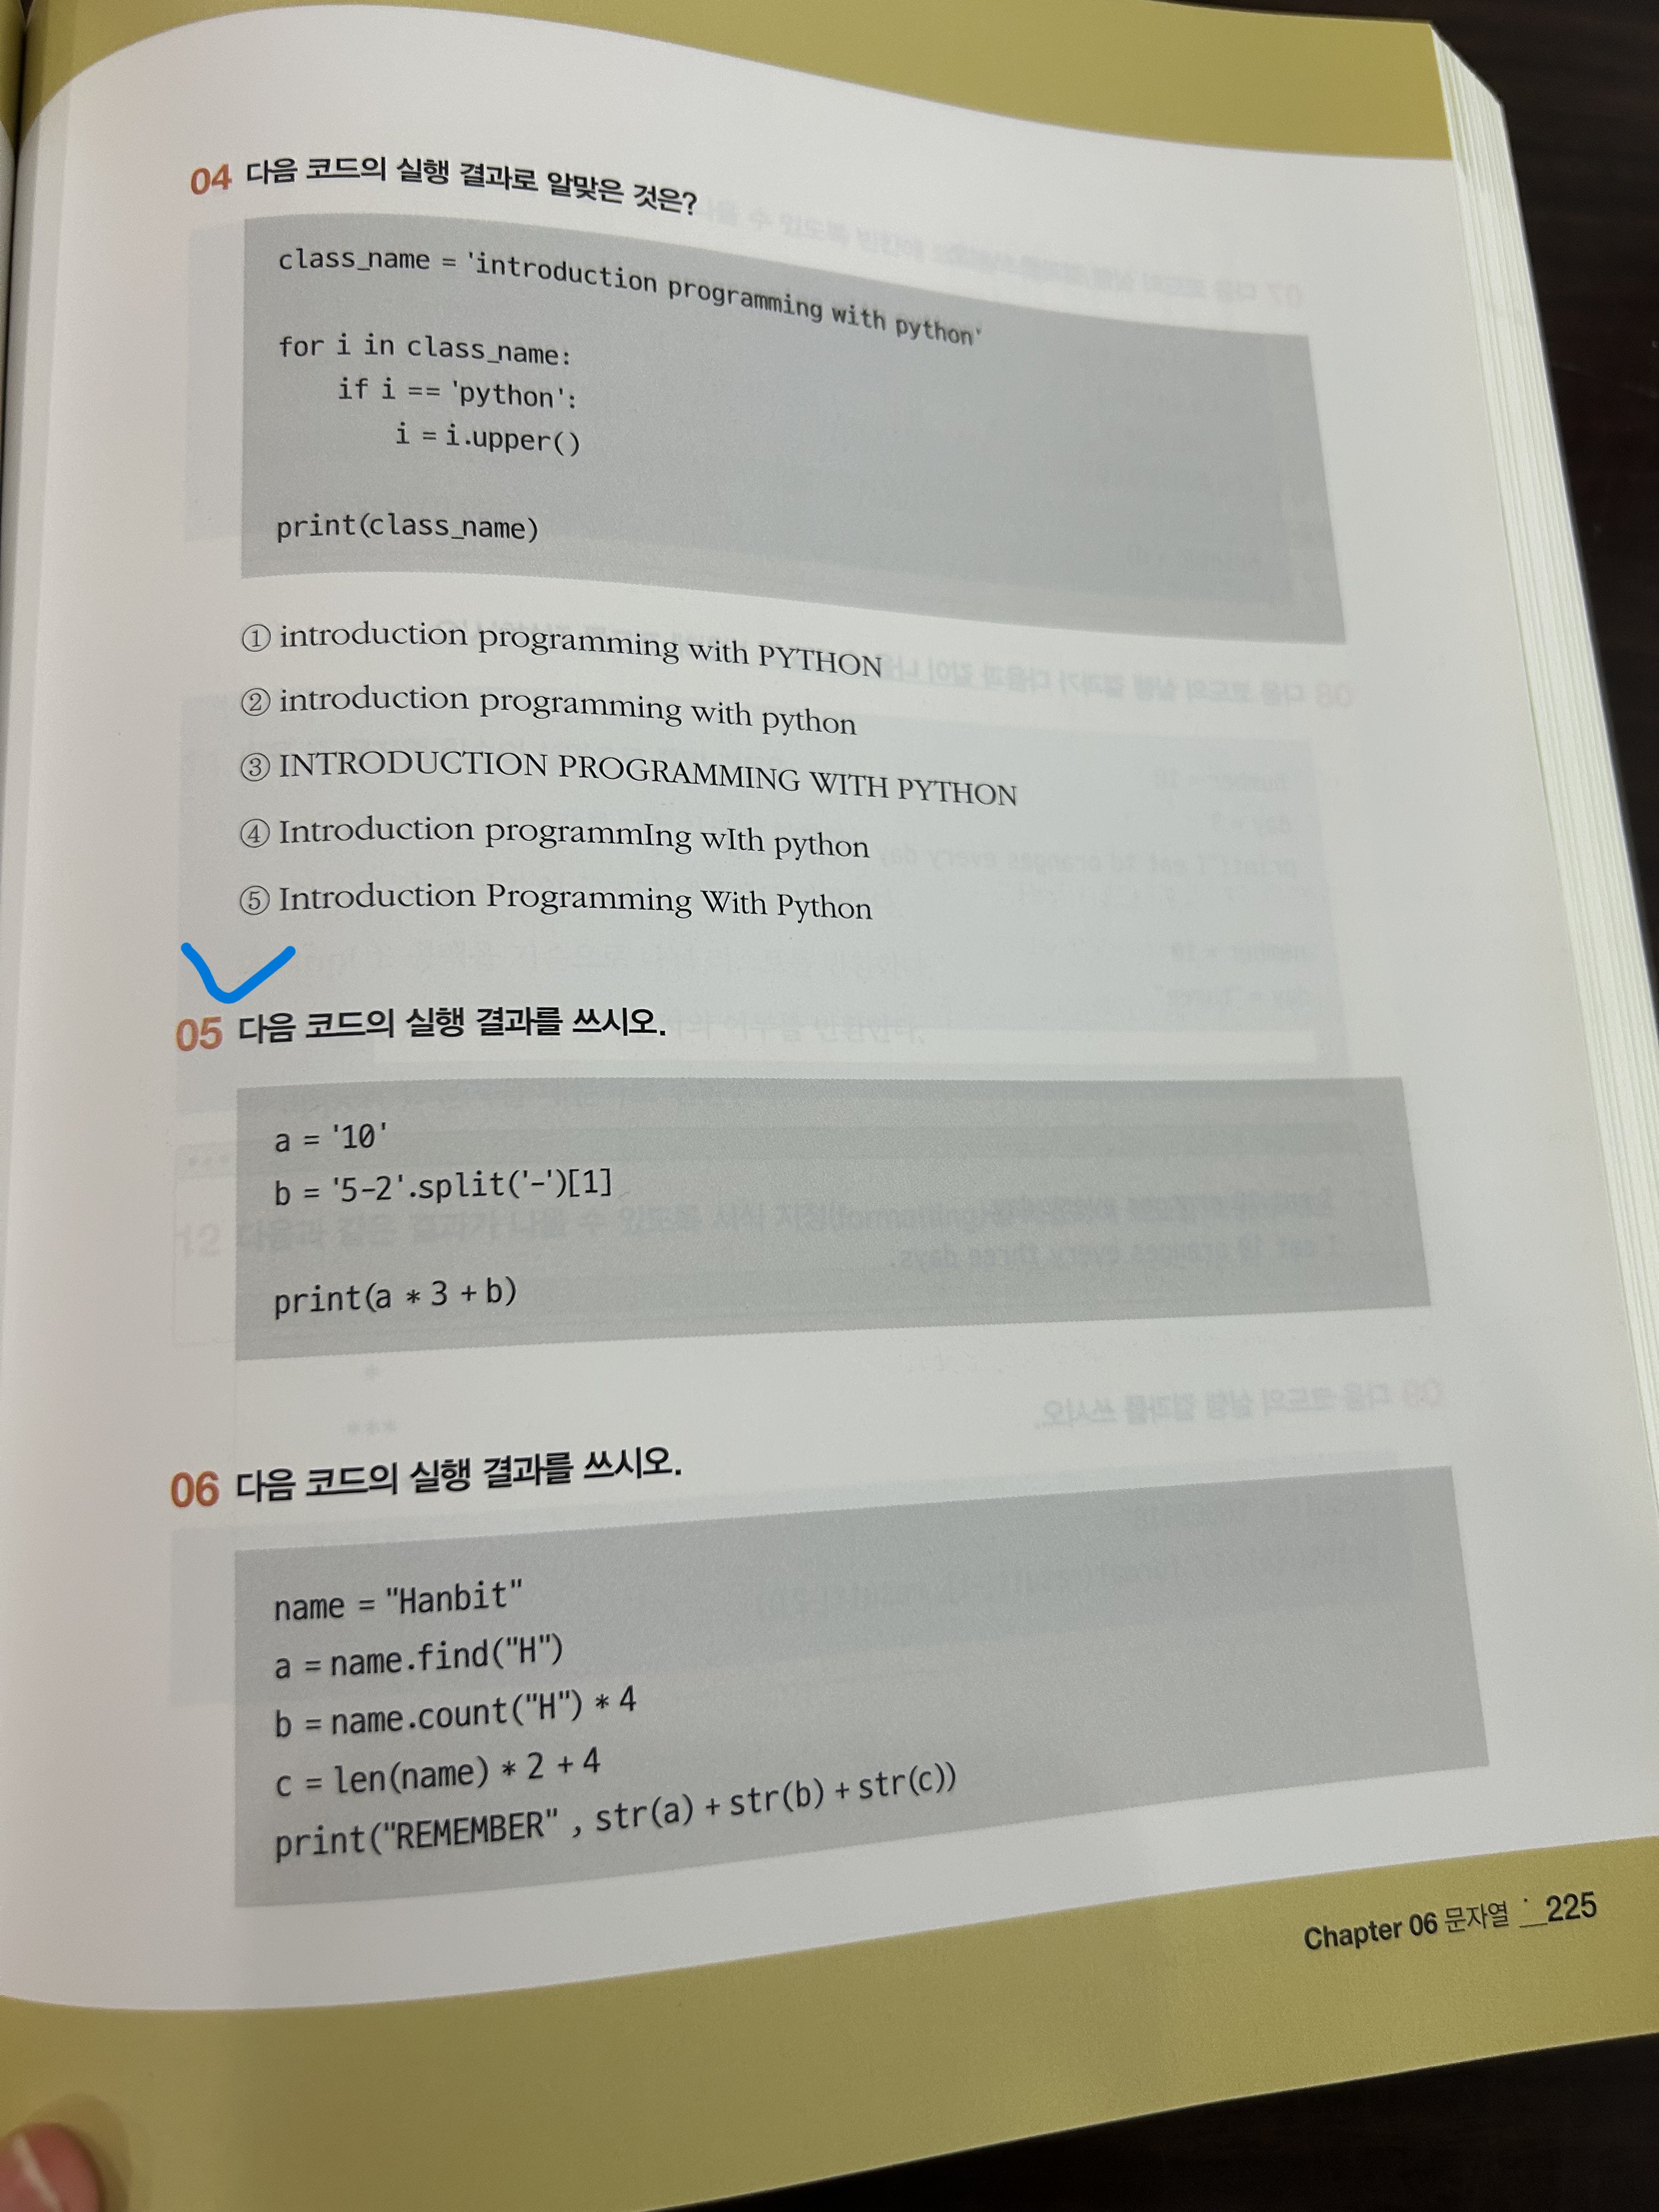 04 다음 코드의 실행 결과로 알맞은 것은?
class_name = 'introduction programming with python'
for i in class_name:
    if i == 'python':
        i = i.upper()
print(class_name)
① introduction programming with PYTHON
② introduction programming with python
③ INTRODUCTION PROGRAMMING WITH PYTHON
④ Introduction programmIng wIth python
⑤ Introduction Programming With Python
05 다음 코드의 실행 결과를 쓰시오.
a = '10'
b = '5-2'.split('-')[1]
print(a * 3 + b)
06 다음 코드의 실행 결과를 쓰시오.
name = "Hanbit"
a = name.find("H")
b = name.count("H") * 4
c = len(name) * 2 + 4
print("REMEMBER" , str(a) + str(b) + str(c))
Chapter 06 문자열 225